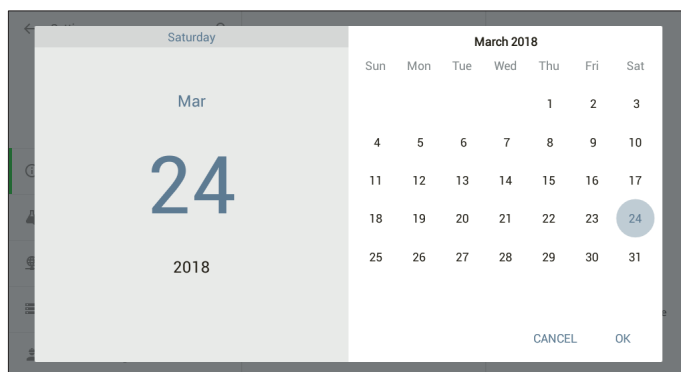 Saturday
Mar
24
2018
March 2018
Sun Mon Tue Wed Thu Fri Sat
1 2 3
4 5 6 7 8 9 10
11 12 13 14 15 16 17
18 19 20 21 22 23 24
25 26 27 28 29 30 31
CANCEL OK